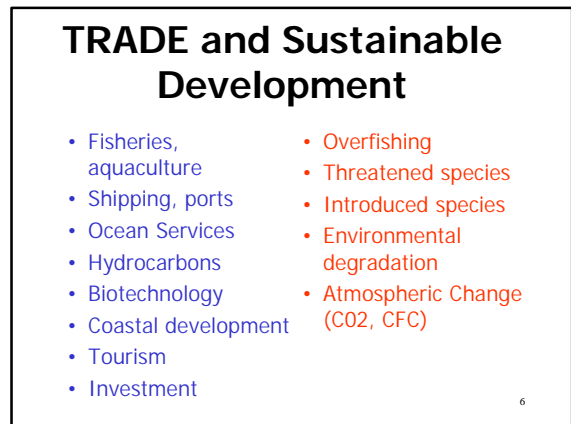 TRADE and Sustainable
Development
• Fisheries,
aquaculture
• Shipping, ports
• Ocean Services
• Hydrocarbons
• Biotechnology
• Coastal development
• Tourism
• Investment
• Overfishing
• Threatened species
• Introduced species
• Environmental
degradation
• Atmospheric Change
(C02, CFC)
6